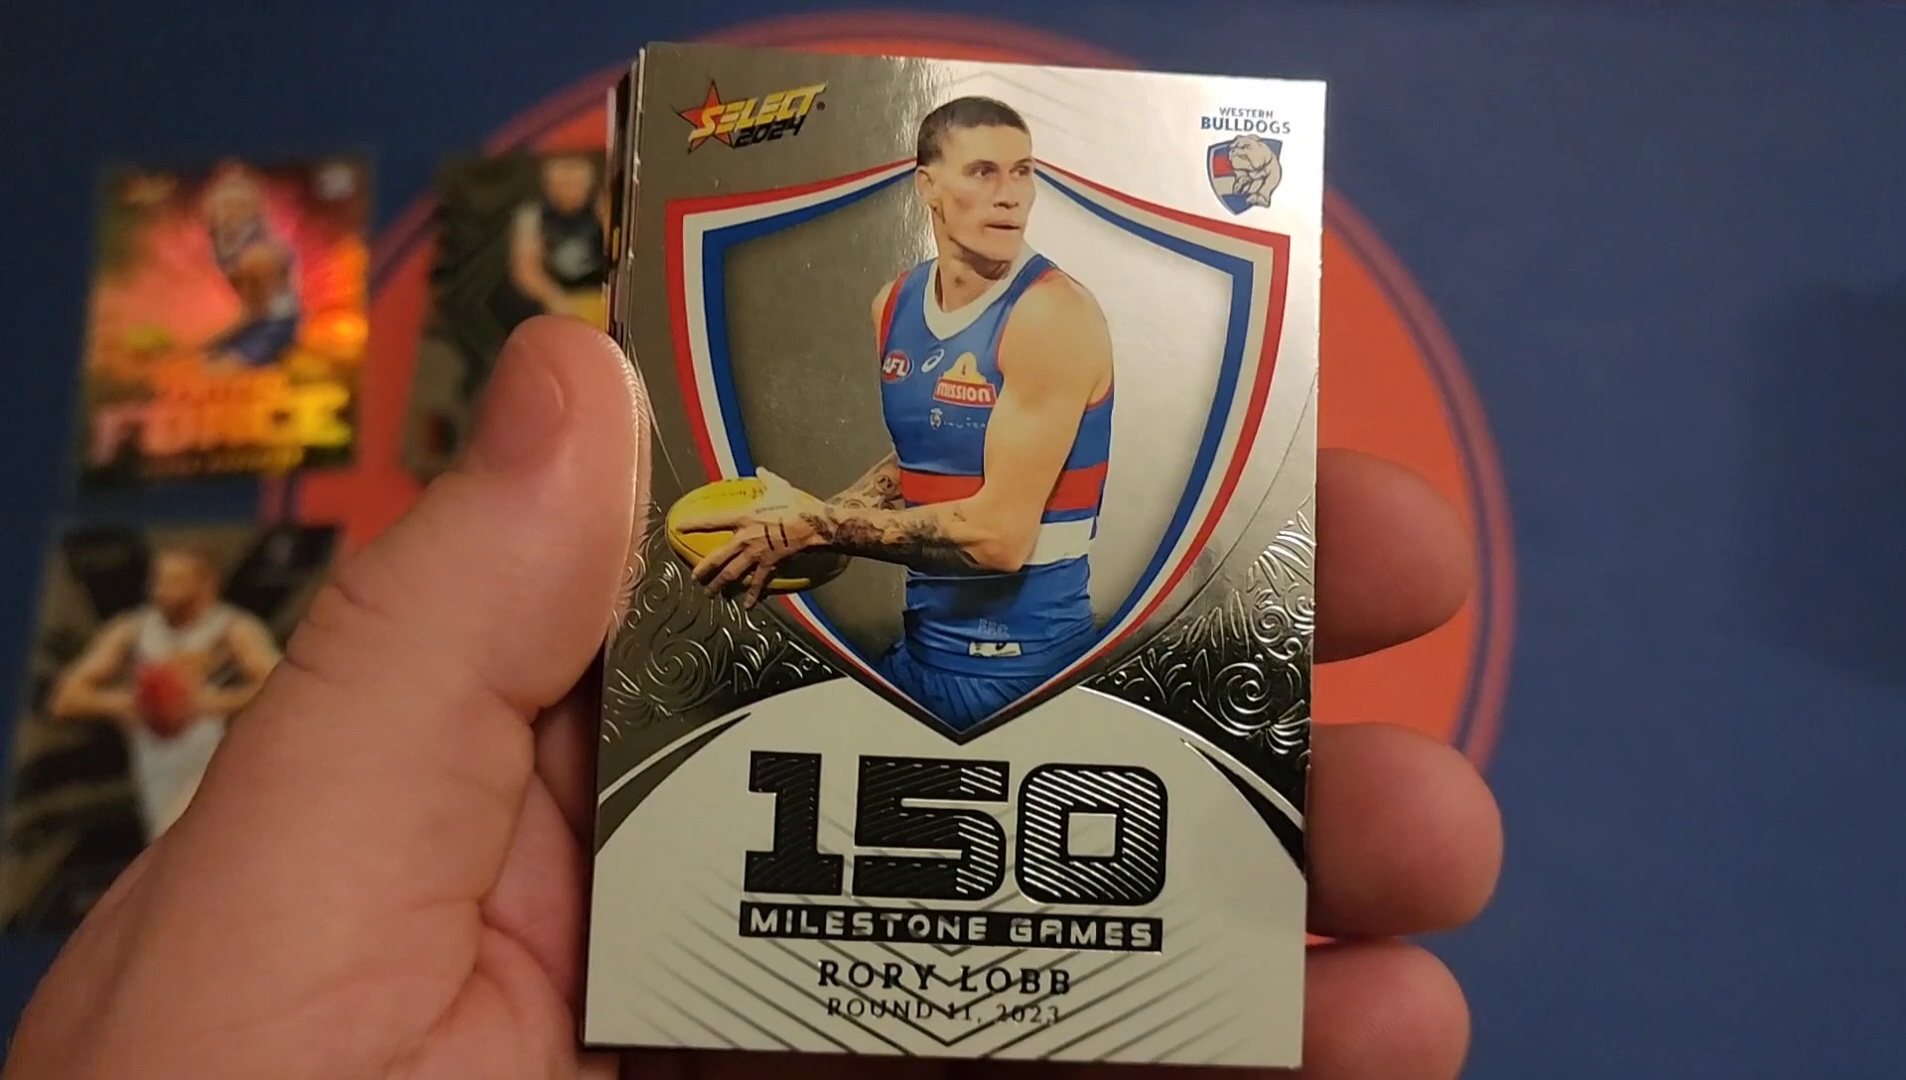 SELECT
2024
WESTERN
BULLDOGS
AFL
mission
150
MILESTONE GAMES
RORY LOBB
ROUND 11, 2023